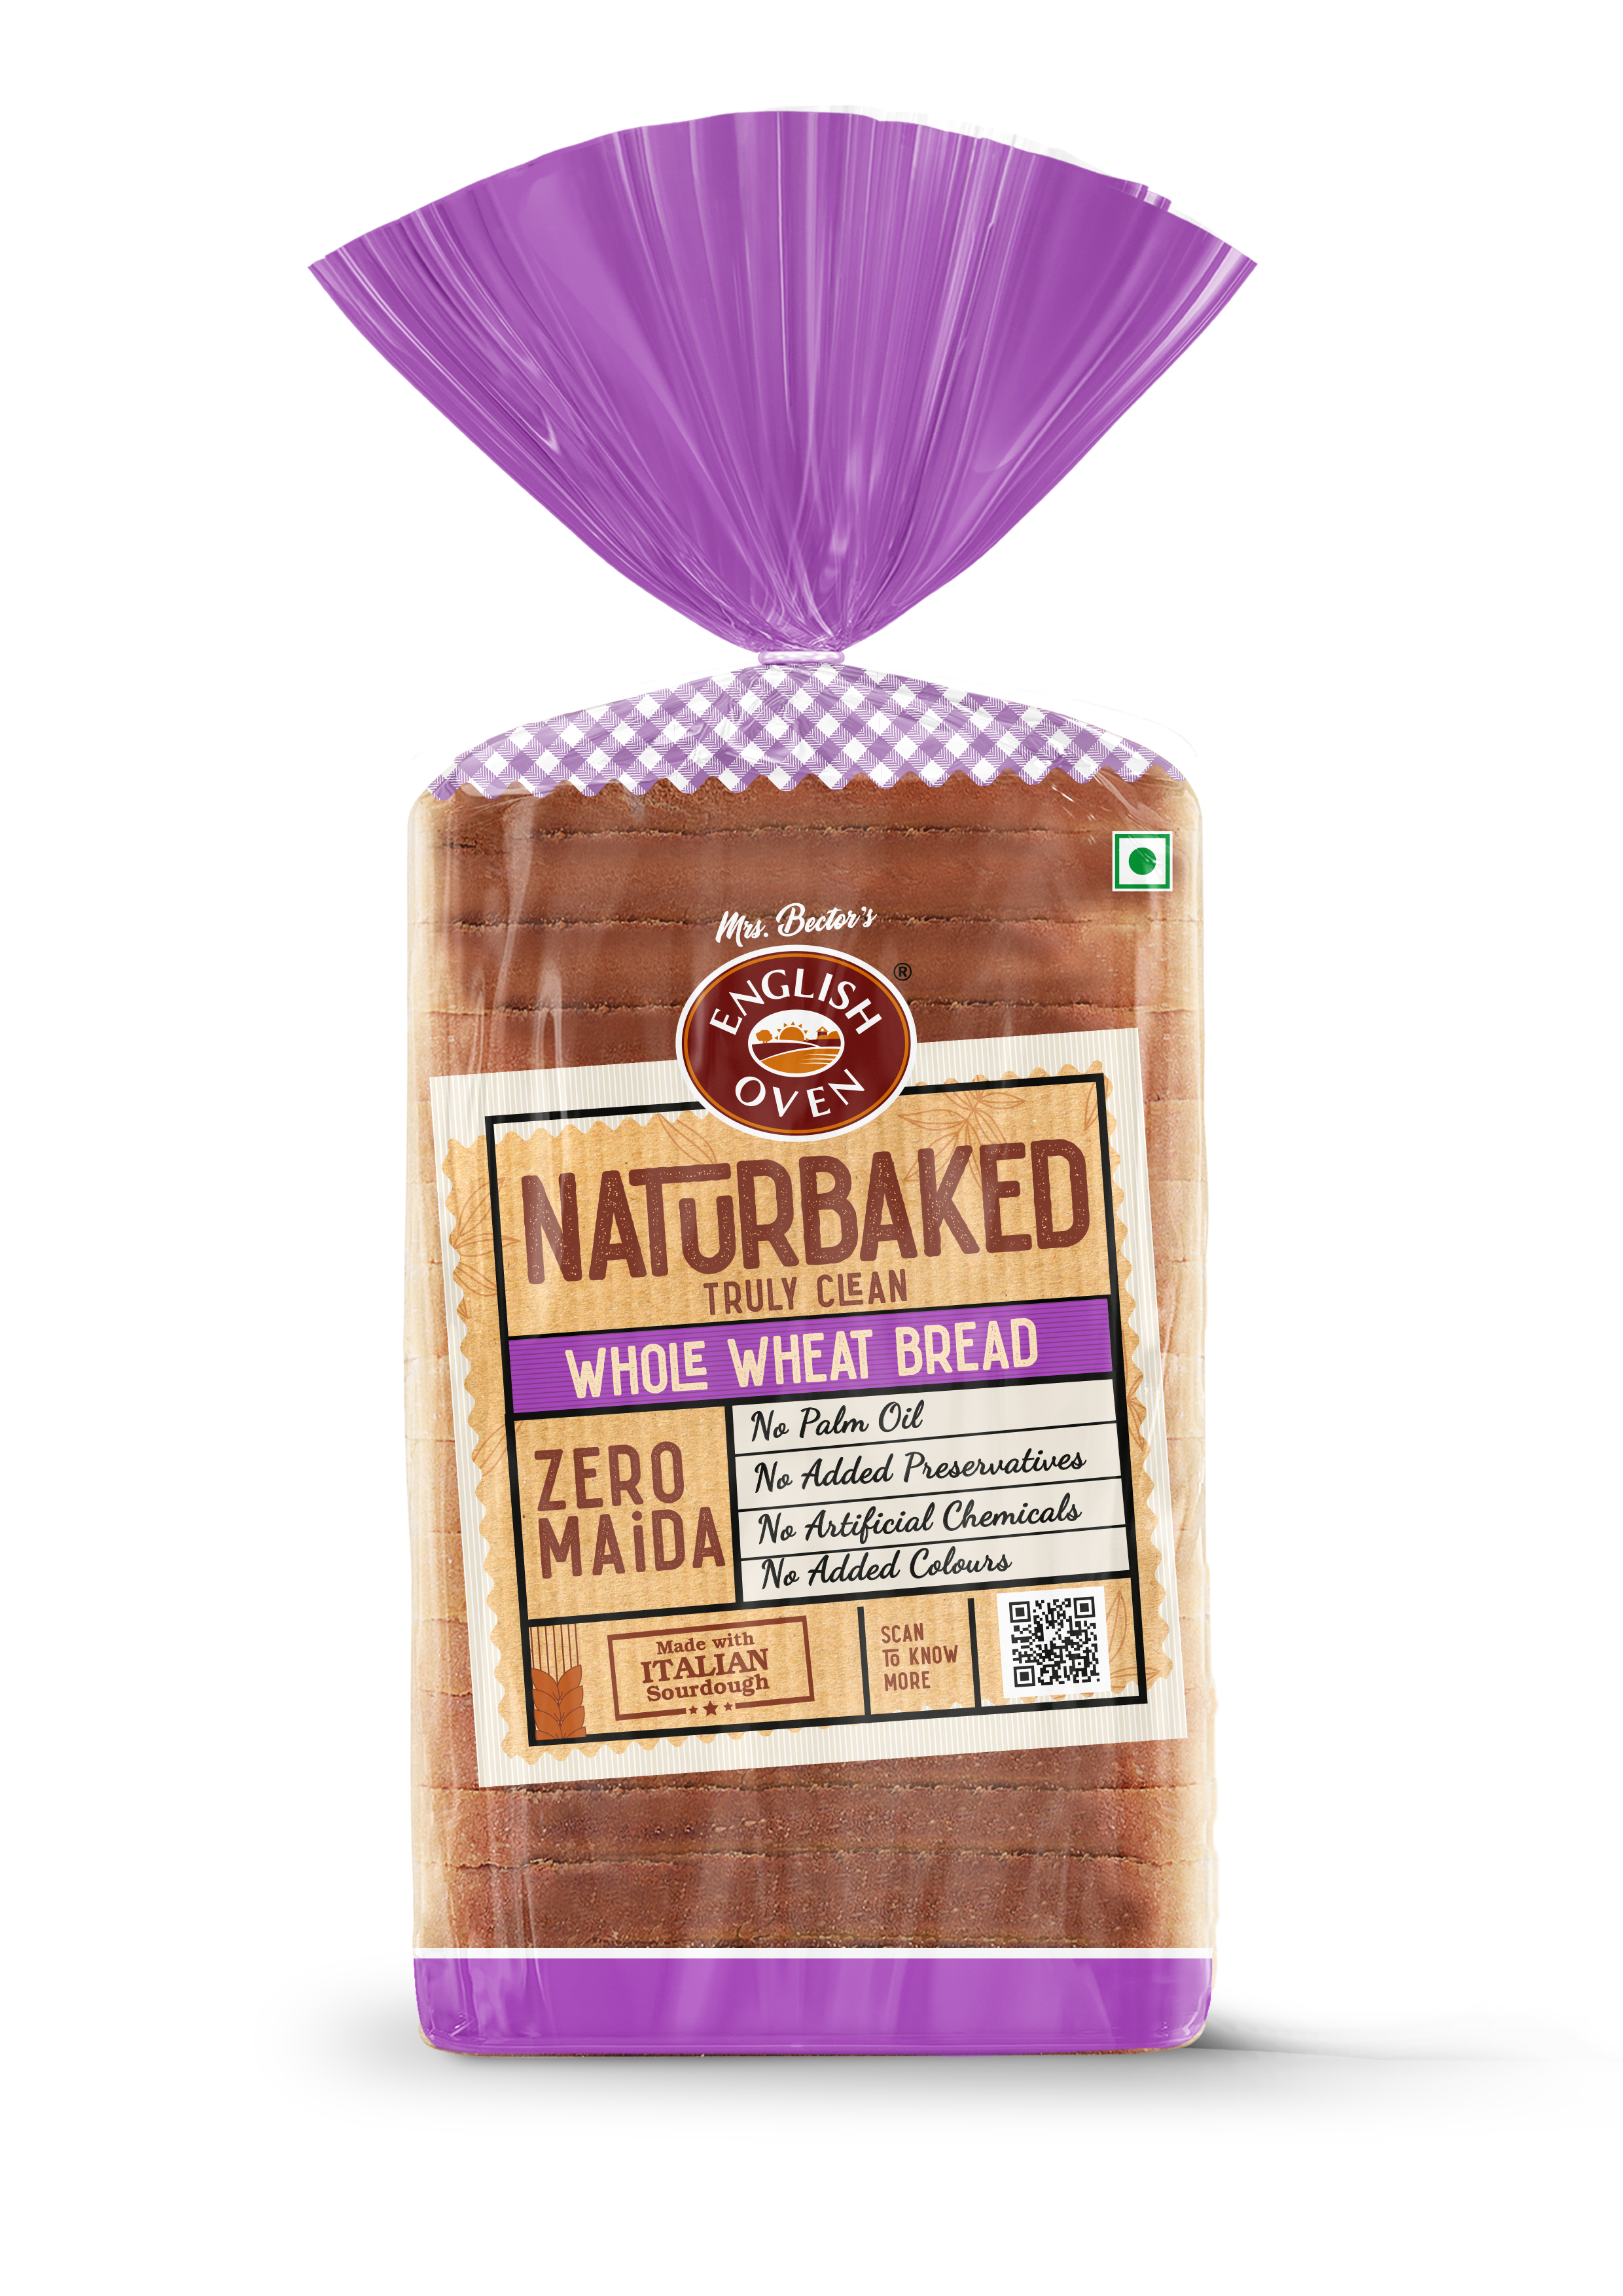 Mrs. Bector's
ENGLISH
OVEN
®
NATURBAKED
TRULY CLEAN
WHOLE WHEAT BREAD
ZERO
MAiDA
No Palm Oil
No Added Preservatives
No Artificial Chemicals
No Added Colours
Made with
ITALIAN
Sourdough
SCAN
To KNOW
MORE